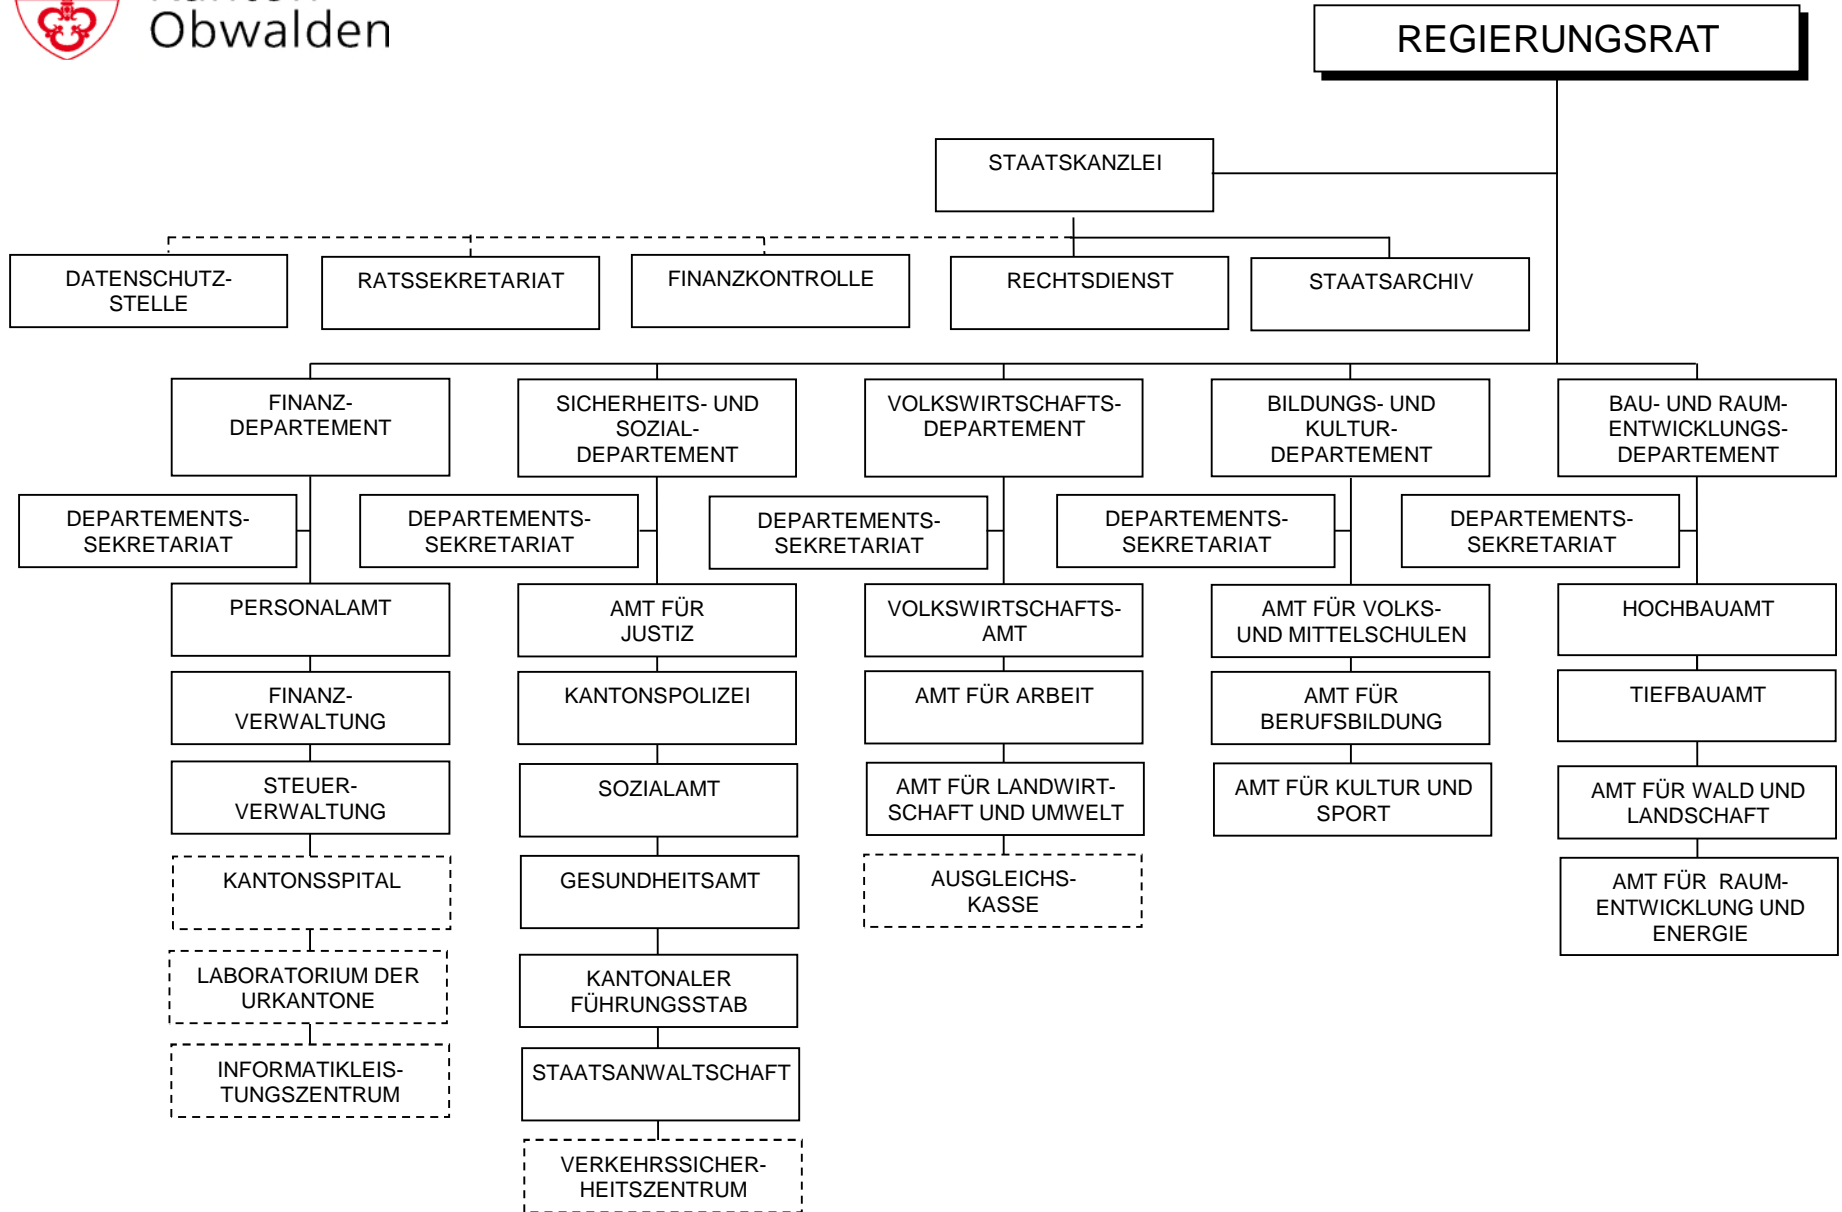 Obwalden
REGIERUNGSRAT
STAATSKANZLEI
DATENSCHUTZ-
STELLE
RATSSEKRETARIAT
FINANZKONTROLLE
RECHTSDIENST
STAATSARCHIV
FINANZ-
DEPARTEMENT
SICHERHEITS- UND
SOZIAL-
DEPARTEMENT
VOLKSWIRTSCHAFTS-
DEPARTEMENT
BILDUNGS- UND
KULTUR-
DEPARTEMENT
BAU- UND RAUM-
ENTWICKLUNGS-
DEPARTEMENT
DEPARTEMENTS-
SEKRETARIAT
DEPARTEMENTS-
SEKRETARIAT
DEPARTEMENTS-
SEKRETARIAT
DEPARTEMENTS-
SEKRETARIAT
DEPARTEMENTS-
SEKRETARIAT
PERSONALAMT
AMT FÜR
JUSTIZ
VOLKSWIRTSCHAFTS-
AMT
AMT FÜR VOLKS-
UND MITTELSCHULEN
HOCHBAUAMT
FINANZ-
VERWALTUNG
KANTONSPOLIZEI
AMT FÜR ARBEIT
AMT FÜR
BERUFSBILDUNG
TIEFBAUAMT
STEUER-
VERWALTUNG
SOZIALAMT
AMT FÜR LANDWIRT-
SCHAFT UND UMWELT
AMT FÜR KULTUR UND
SPORT
AMT FÜR WALD UND
LANDSCHAFT
KANTONSSPITAL
GESUNDHEITSAMT
AUSGLEICHS-
KASSE
AMT FÜR RAUM-
ENTWICKLUNG UND
ENERGIE
LABORATORIUM DER
URKANTONE
KANTONALER
FÜHRUNGSSTAB
INFORMATIKLEIS-
TUNGSZENTRUM
STAATSANWALTSCHAFT
VERKEHRSSICHER-
HEITSZENTRUM